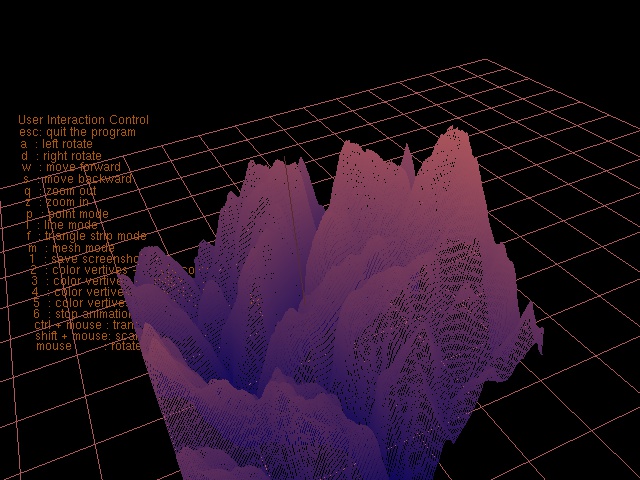 User Interaction Control
esc: quit the program
a : left rotate
d : right rotate
w : move forward
s : move backward
q : zoom out
z : zoom in
p : point mode
l : line mode
f : triangle strip mode
m : mesh mode
1 : save screensho
2 : color vertives co
3 : color vertive
4 : color vertive
5 : color vertive
6 : stop animation
ctrl + mouse : tran
shift + mouse: sca
mouse : rotate